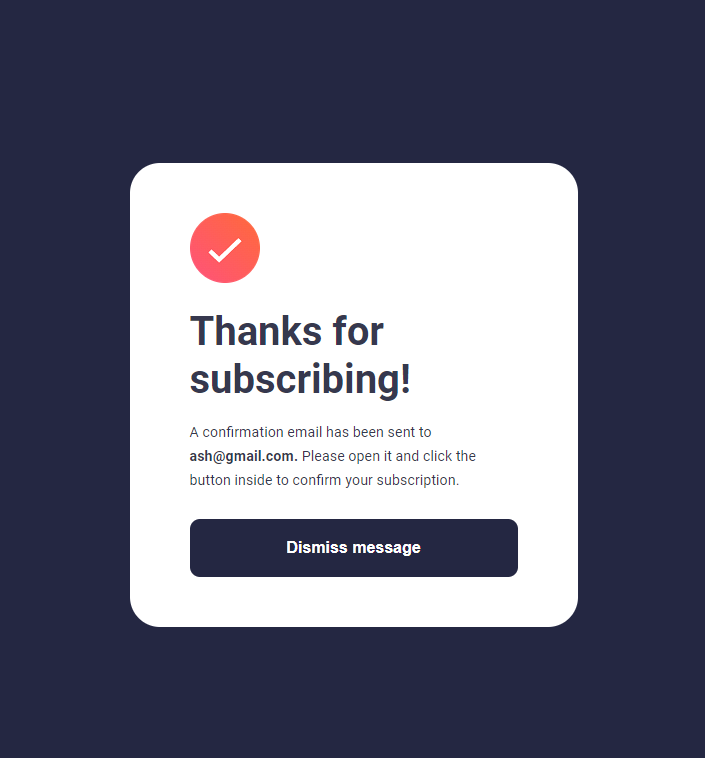 Thanks for
subscribing!
A confirmation email has been sent to
ash@gmail.com. Please open it and click the
button inside to confirm your subscription.
Dismiss message